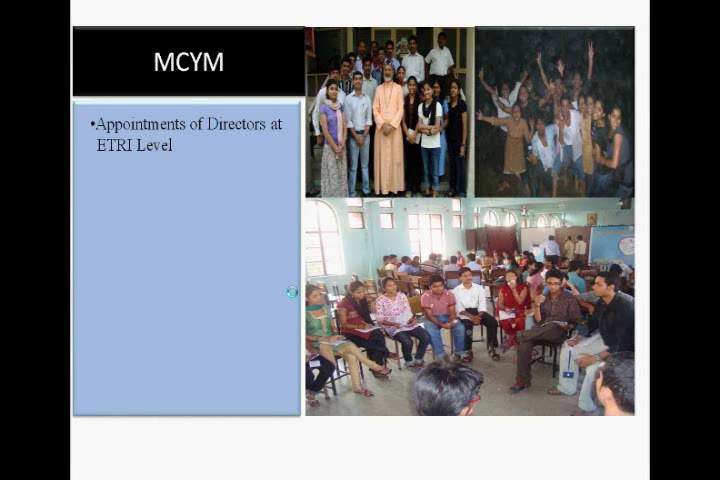 MCYM
•Appointments of Directors at
ETRI Level